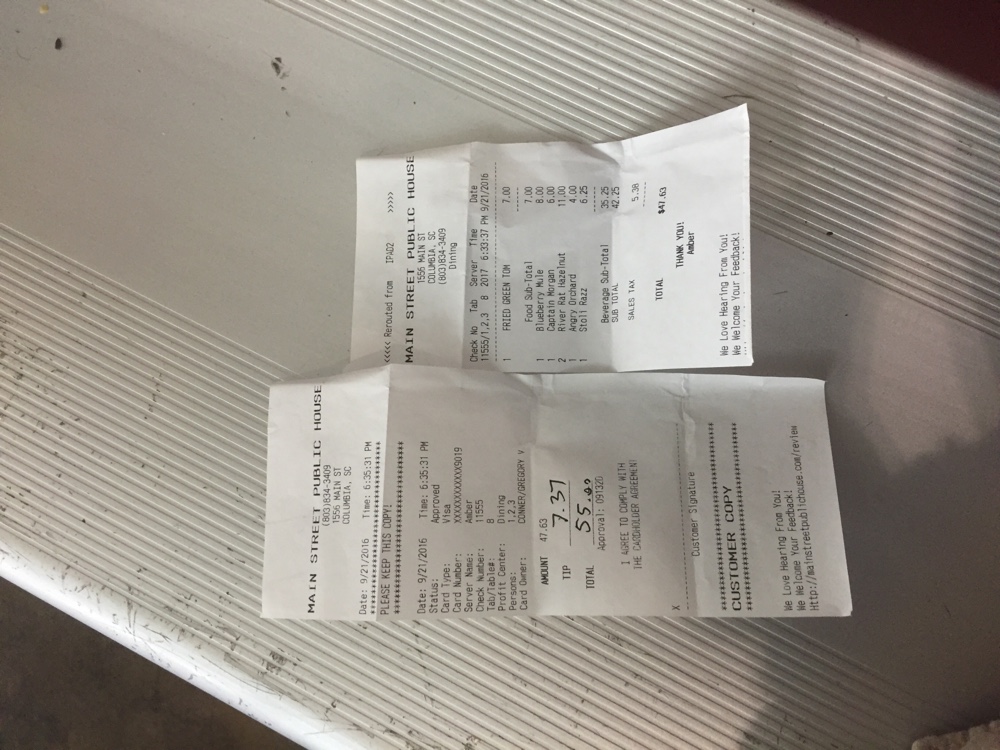 MAIN STREET PUBLIC HOUSE
(803)834-3409
1556 MAIN ST
COLUMBIA, SC
Date: 9/21/2016 Time: 6:35:31 PM
PLEASE KEEP THIS COPY!
Date: 9/21/2016 Time: 6:35:31 PM
Status: Approved
Card Type: Visa
Card Number: XXXXXXXXXXXX9019
Server Name: Amber
Check Number: 11555
Tab/Table#: 8
Profit Center: Dining
Persons: 1,2,3
Card Owner: CONNER/GREGORY V
AMOUNT 47.63
TIP 7.37
TOTAL 55.00
Approval: 091320
I AGREE TO COMPLY WITH
THE CARDHOLDER AGREEMENT
X
Customer Signature
CUSTOMER COPY
We Love Hearing From You!
We Welcome Your Feedback!
Http://mainstreetpublichouse.com/review
<<<<< Rerouted from IPAD2 >>>>>
MAIN STREET PUBLIC HOUSE
1556 MAIN ST
COLUMBIA, SC
(803)834-3409
Dining
Check No Tab Server Time Date
11555/1,2,3 8 2017 6:33:37 PM 9/21/2016
1 FRIED GREEN TOM 7.00
Food Sub-Total 7.00
1 Blueberry Mule 8.00
1 Captain Morgan 6.00
2 River Rat Hazelnut 11.00
1 Angry Orchard 4.00
1 Stoli Razz 6.25
Beverage Sub-Total 35.25
SUB TOTAL 42.25
SALES TAX 5.38
TOTAL $47.63
THANK YOU!
Amber
We Love Hearing From You!
We Welcome Your Feedback!